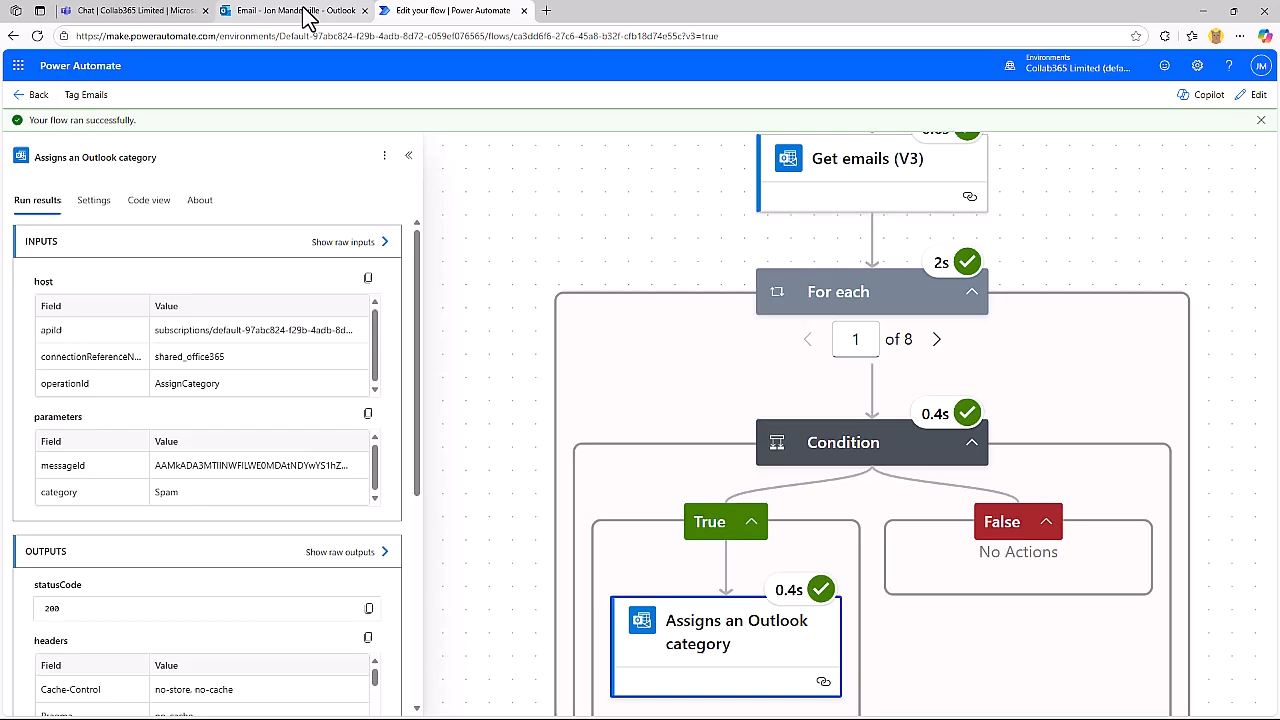 Chat | Collab365 Limited | Micros
Email - Jon Manderville - Outlook
Edit your flow | Power Automate
https://make.powerautomate.com/environments/Default-97abc824-f29b-4adb-8d72-c059ef076565/flows/ca3dd6f6-27c6-45a8-b32f-cfb18d74e55c?v3=true
Power Automate
Environments
Collab365 Limited (defa...
JM
Back
Tag Emails
Copilot
Edit
Your flow ran successfully.
Assigns an Outlook category
Run results
Settings
Code view
About
INPUTS
Show raw inputs
host
Field Value
apiId subscriptions/default-97abc824-f29b-4adb-8d...
connectionReferenceN... shared_office365
operationId AssignCategory
parameters
Field Value
messageId AAMkADA3MTIINWFILWE0MDAtNDYwYS1hZ...
category Spam
OUTPUTS
Show raw outputs
statusCode
200
headers
Field Value
Cache-Control no-store, no-cache
Pragma no-cache
Get emails (V3)
2s
For each
1 of 8
0.4s
Condition
True
False
No Actions
0.4s
Assigns an Outlook
category